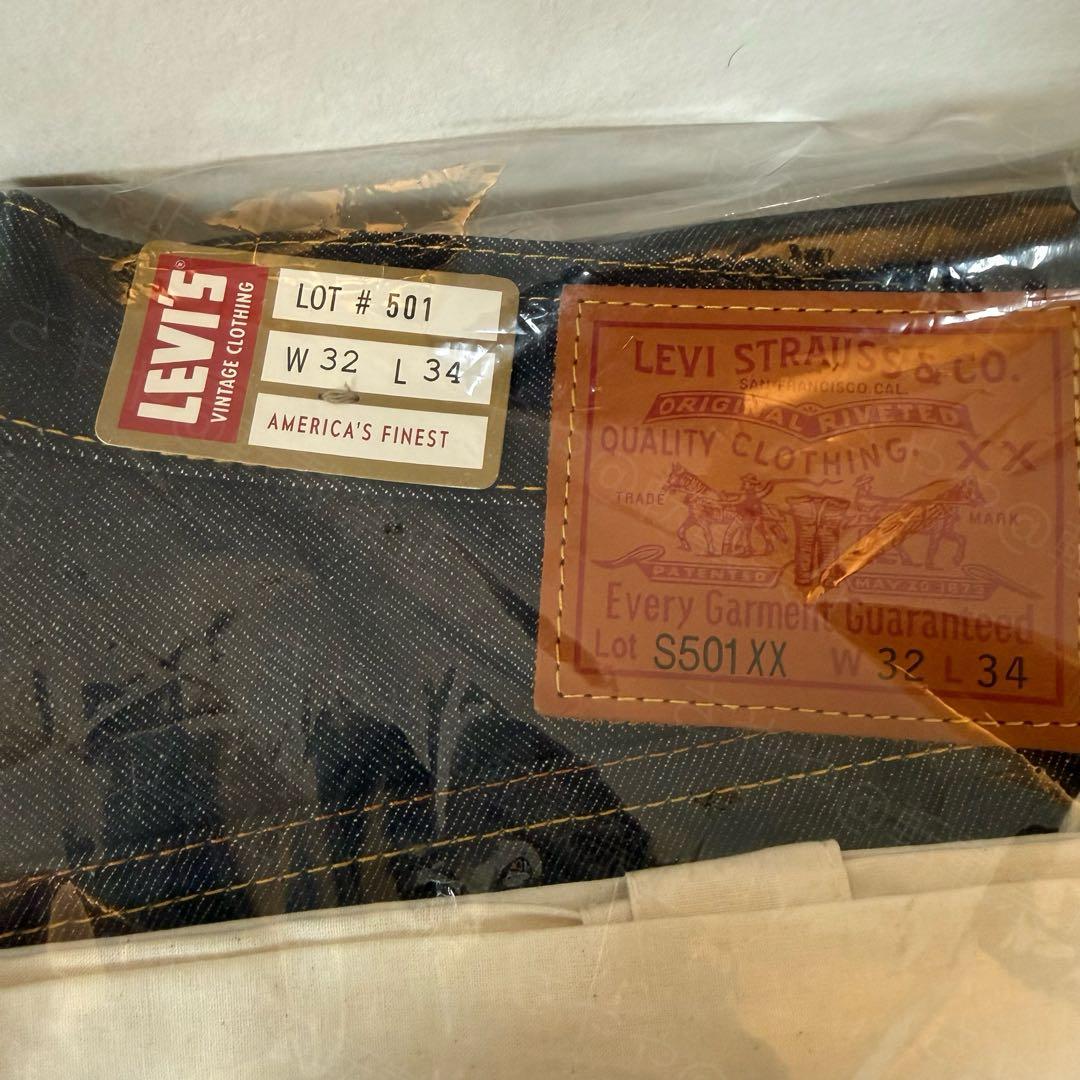 LEVI'S®
VINTAGE CLOTHING
LOT # 501
W 32 L 34
AMERICA'S FINEST
LEVI STRAUSS & CO.
SAN FRANCISCO, CAL.
ORIGINAL RIVETED
QUALITY CLOTHING. XX
TRADE MARK
PATENTED MAY 20 1873
Every Garment Guaranteed
Lot S501XX W 32 L 34